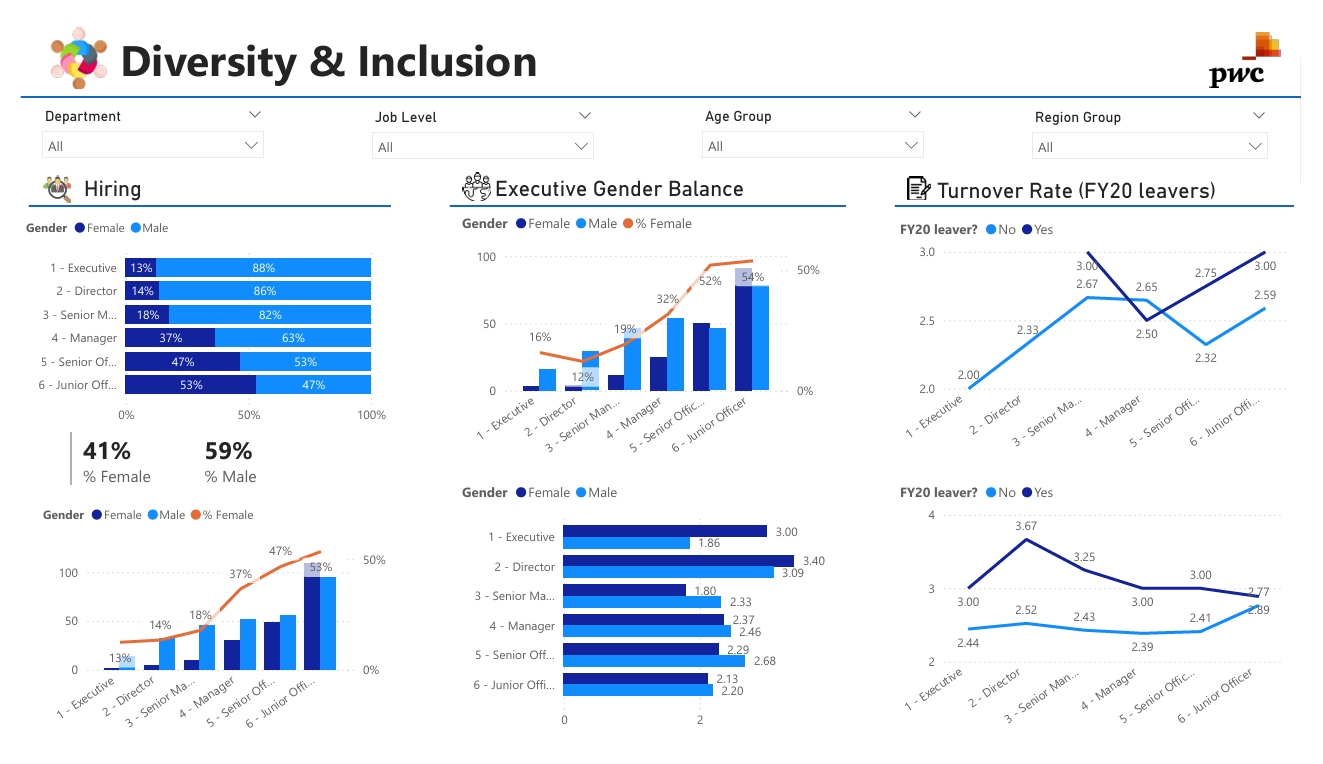 Diversity & Inclusion
pwc
Department
Job Level
Age Group
Region Group
All
All
All
All
Hiring
Executive Gender Balance
Turnover Rate (FY20 leavers)
Gender Female Male
1 - Executive 13% 88%
2 - Director 14% 86%
3 - Senior M... 18% 82%
4 - Manager 37% 63%
5 - Senior Of... 47% 53%
6 - Junior Off... 53% 47%
0% 50% 100%
41% 59%
% Female % Male
Gender Female Male % Female
47%
50%
53%
100
37%
18%
50
14%
13%
0 0%
1 - Executive
2 - Director
3 - Senior Ma...
4 - Manager
5 - Senior Off...
6 - Junior Offi...
Gender Female Male % Female
100
50%
52%
54%
32%
50
19%
16%
12%
0 0%
1 - Executive
2 - Director
3 - Senior Man...
4 - Manager
5 - Senior Offic...
6 - Junior Officer
Gender Female Male
1 - Executive 3.00
1.86
2 - Director 3.40
3.09
3 - Senior Ma... 1.80
2.33
4 - Manager 2.37
2.46
5 - Senior Off... 2.29
2.68
6 - Junior Offi... 2.13
2.20
0 2
FY20 leaver? No Yes
3.0
3.00
2.75
3.00
2.67
2.65
2.59
2.5
2.33
2.50
2.32
2.00
2.0
1 - Executive
2 - Director
3 - Senior Ma...
4 - Manager
5 - Senior Offi...
6 - Junior Offi...
FY20 leaver? No Yes
4
3.67
3.25
3.00
3
3.00
3.00
2.77
2.89
2.52
2.43
2.41
2.44
2.39
2
1 - Executive
2 - Director
3 - Senior Man...
4 - Manager
5 - Senior Offic...
6 - Junior Officer